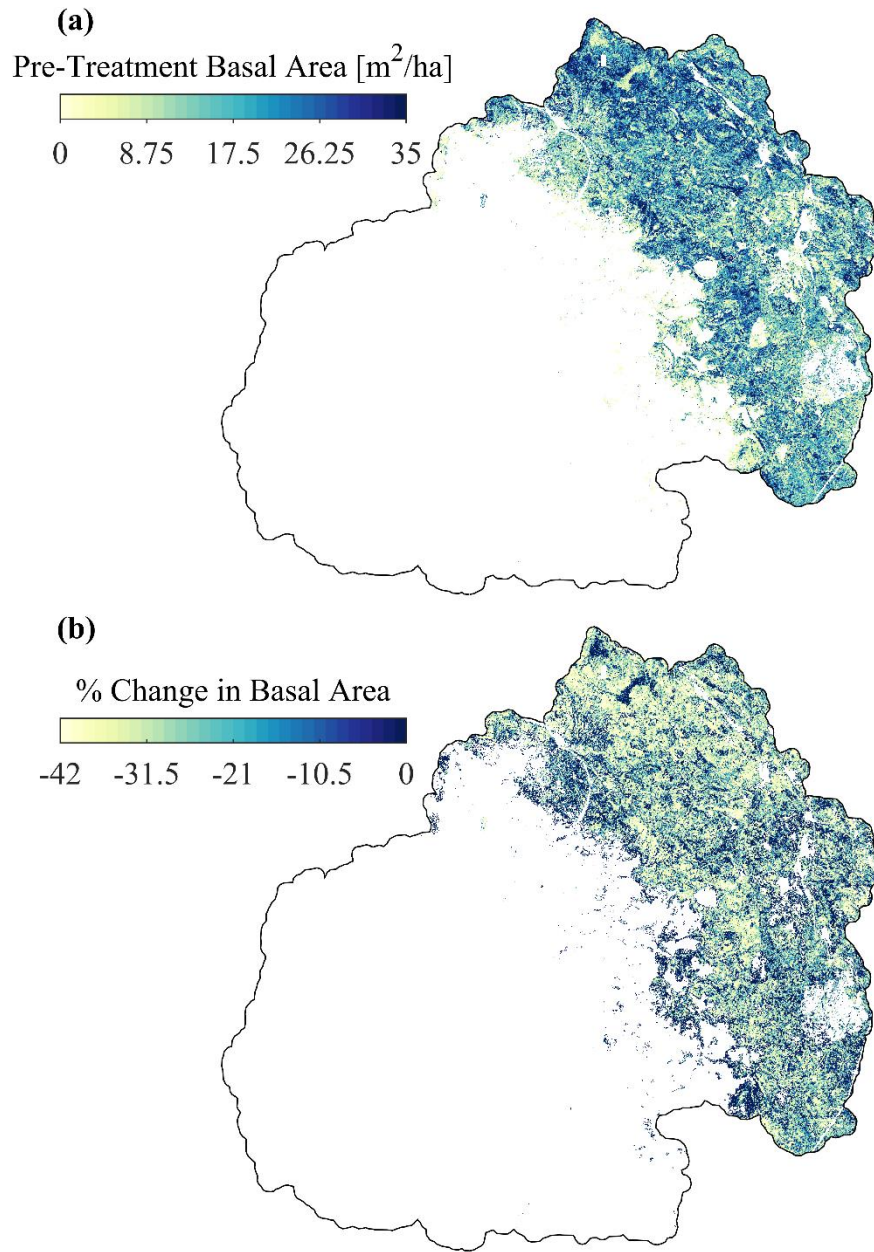 (a)
Pre-Treatment Basal Area [m²/ha]
0 8.75 17.5 26.25 35
(b)
% Change in Basal Area
-42 -31.5 -21 -10.5 0